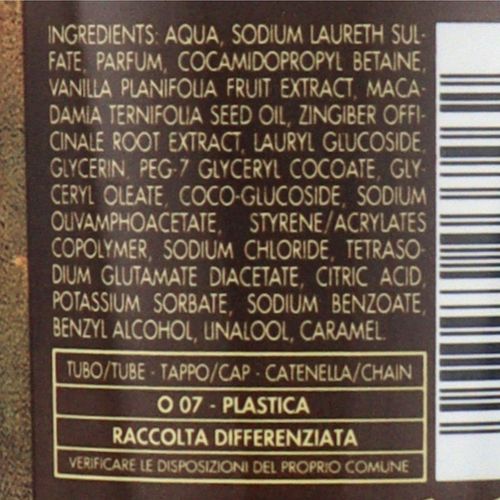 INGREDIENTS: AQUA, SODIUM LAURETH SUL-
FATE, PARFUM, COCAMIDOPROPYL BETAINE,
VANILLA PLANIFOLIA FRUIT EXTRACT, MACA-
DAMIA TERNIFOLIA SEED OIL, ZINGIBER OFFI-
CINALE ROOT EXTRACT, LAURYL GLUCOSIDE,
GLYCERIN, PEG-7 GLYCERYL COCOATE, GLY-
CERYL OLEATE, COCO-GLUCOSIDE, SODIUM
OLIVAMPHOACETATE, STYRENE/ACRYLATES
COPOLYMER, SODIUM CHLORIDE, TETRASO-
DIUM GLUTAMATE DIACETATE, CITRIC ACID,
POTASSIUM SORBATE, SODIUM BENZOATE,
BENZYL ALCOHOL, LINALOOL, CARAMEL.
TUBO/TUBE - TAPPO/CAP - CATENELLA/CHAIN
O 07 - PLASTICA
RACCOLTA DIFFERENZIATA
VERIFICARE LE DISPOSIZIONI DEL PROPRIO COMUNE